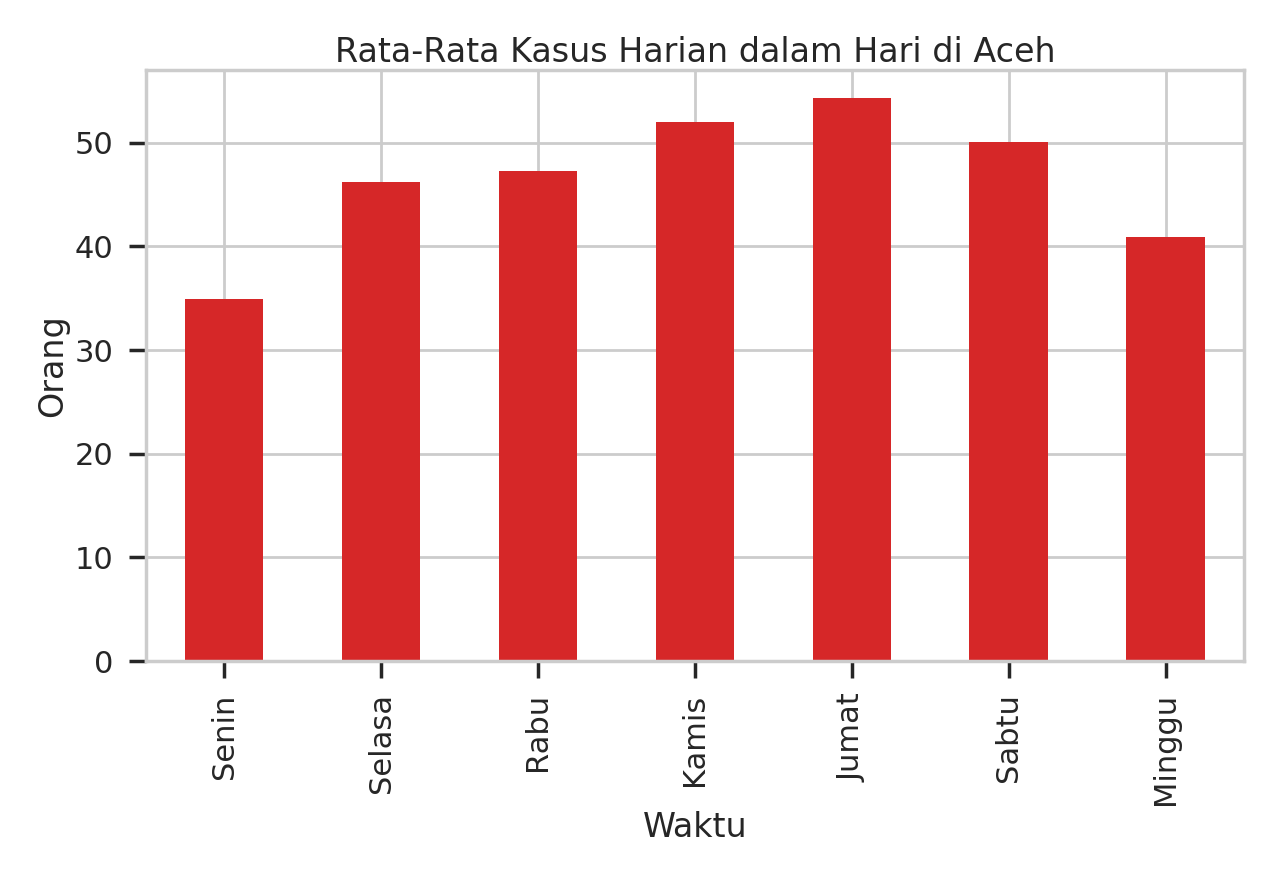 Rata-Rata Kasus Harian dalam Hari di Aceh
Orang
50
40
30
20
10
0
Senin
Selasa
Rabu
Kamis
Jumat
Sabtu
Minggu
Waktu